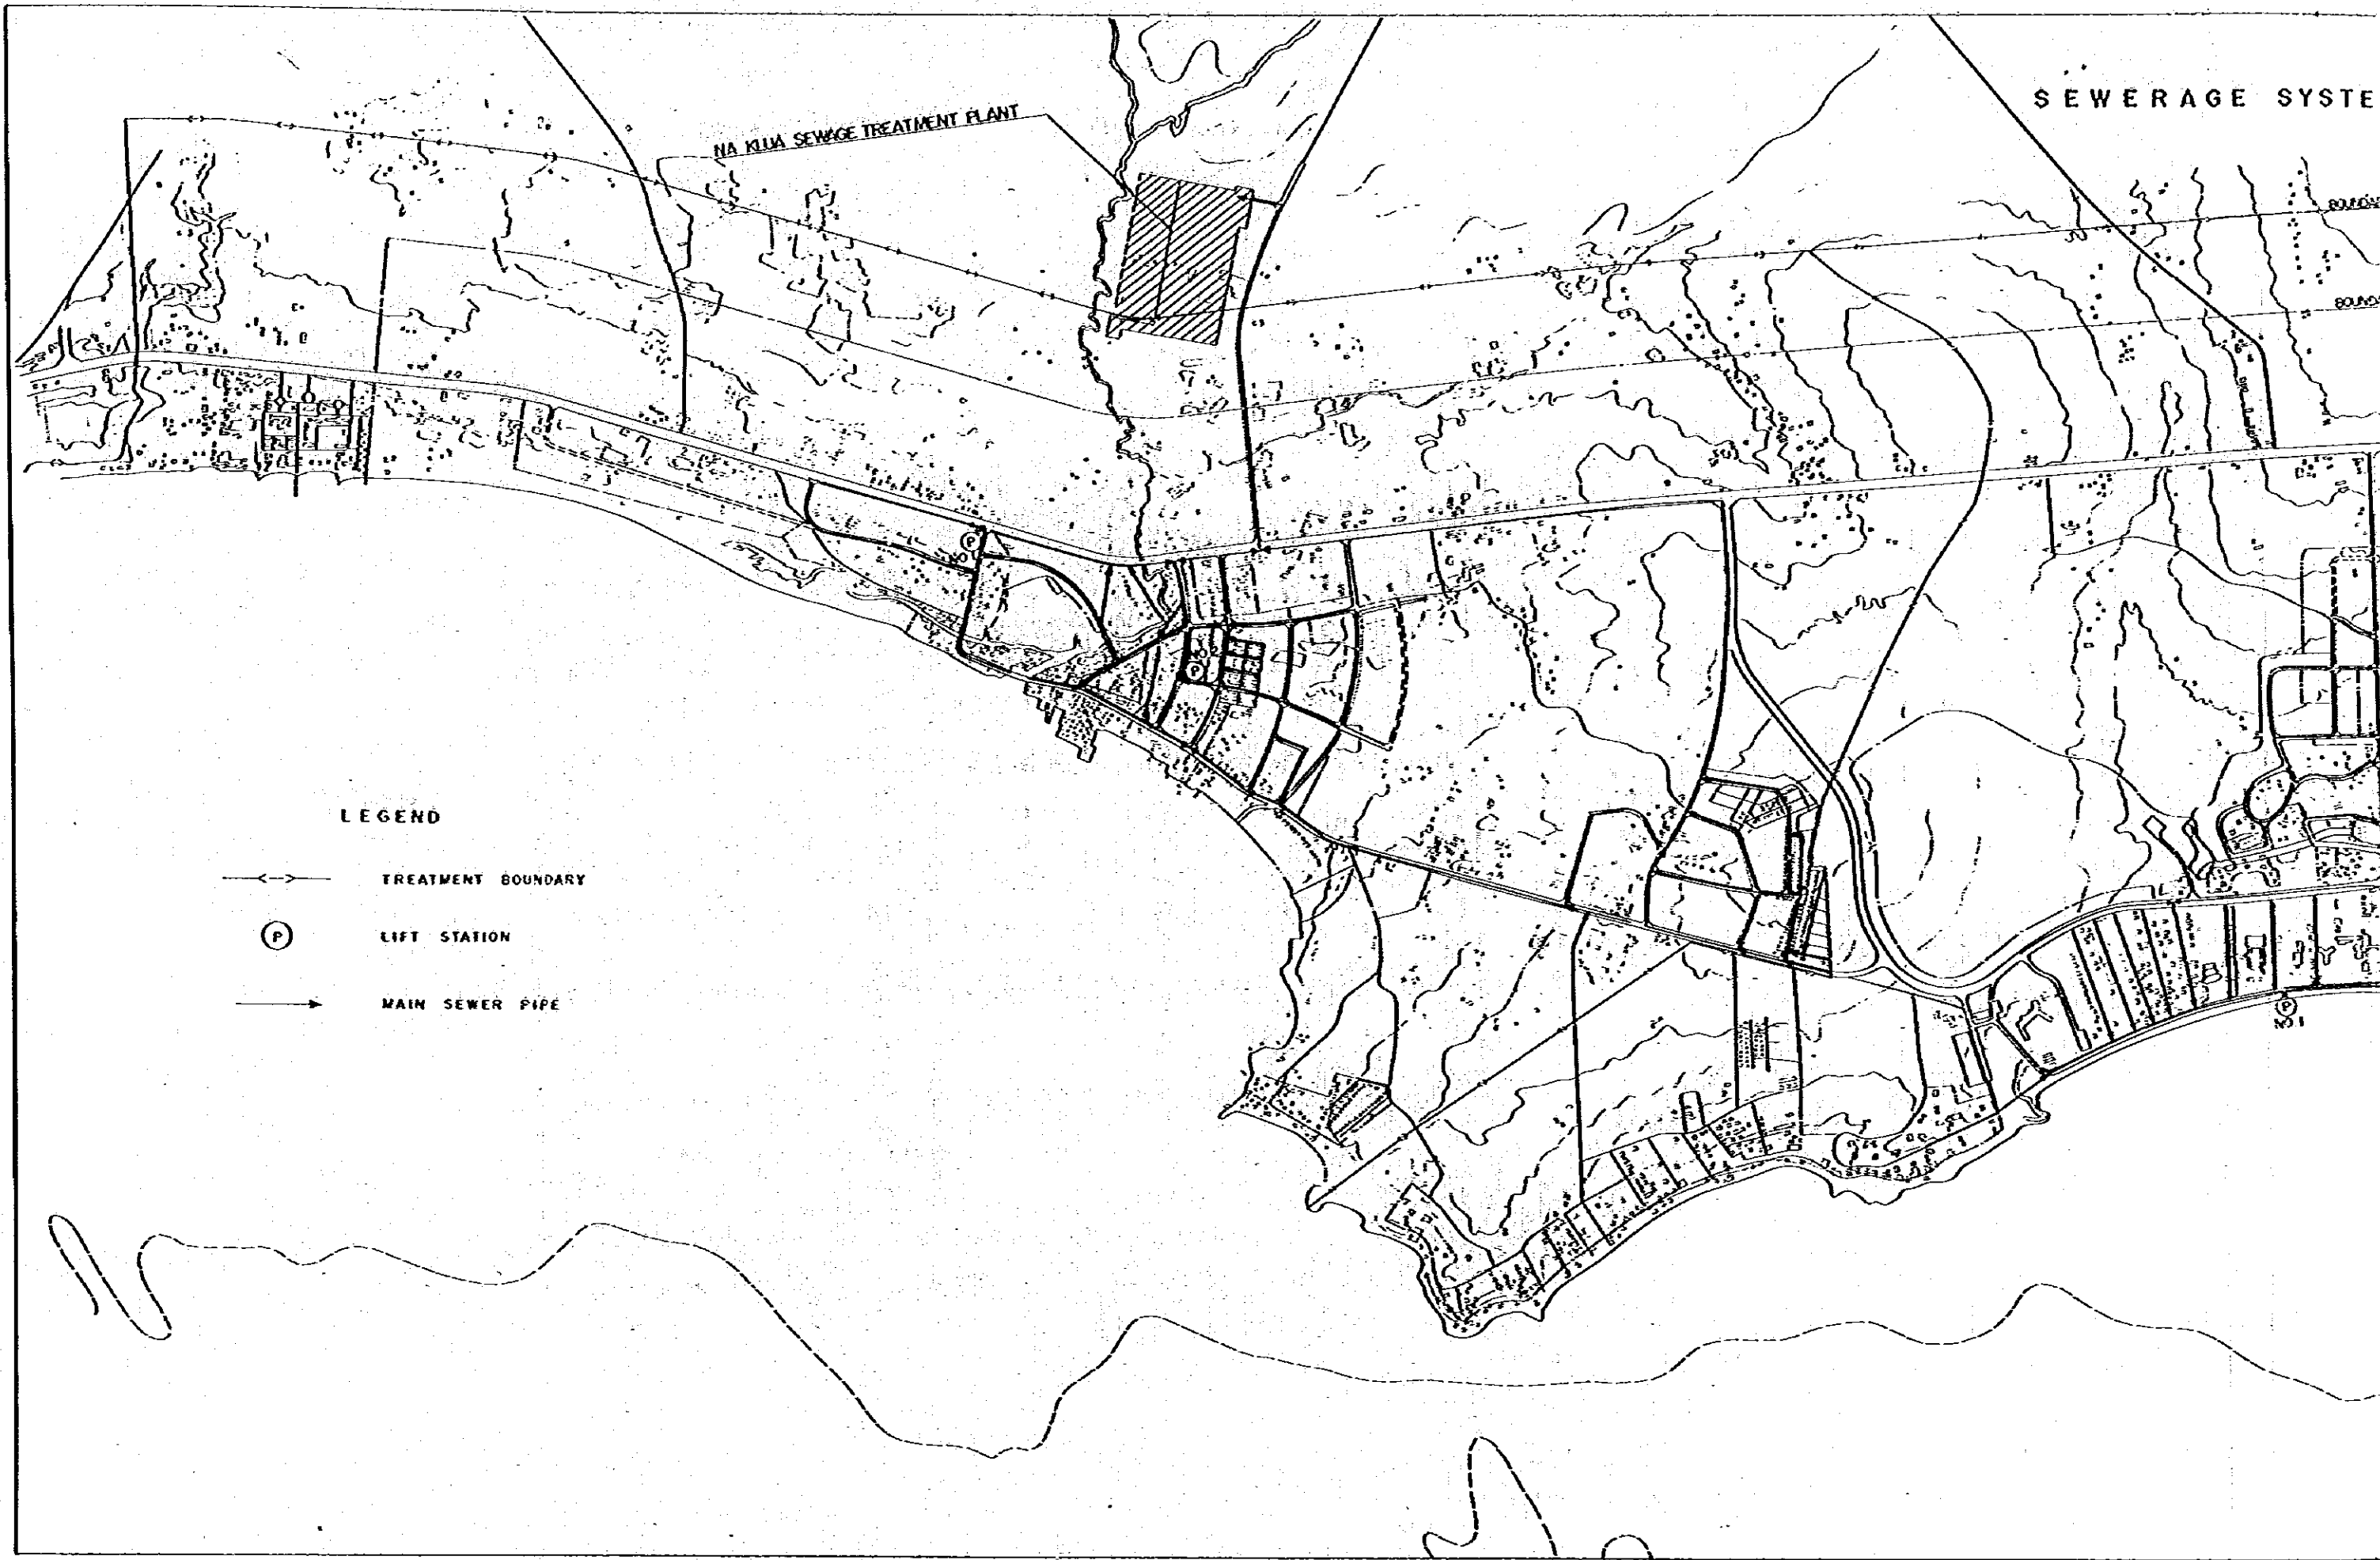 SEWERAGE SYSTE
NA KLUA SEWAGE TREATMENT PLANT
LEGEND
TREATMENT BOUNDARY
P LIFT STATION
MAIN SEWER PIPE
P
P
P
NO.1